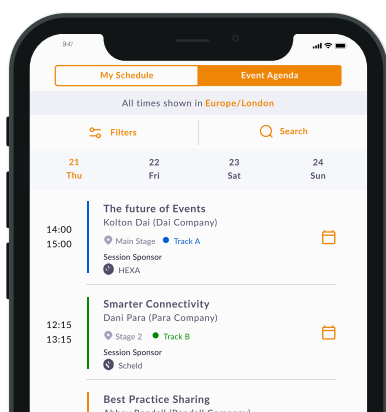 9:41
My Schedule
Event Agenda
All times shown in Europe/London
Filters
Search
21 22 23 24
Thu Fri Sat Sun
The future of Events
Kolton Dai (Dai Company)
14:00
15:00
Main Stage Track A
Session Sponsor
HEXA
Smarter Connectivity
Dani Para (Para Company)
12:15
13:15
Stage 2 Track B
Session Sponsor
Scheld
Best Practice Sharing